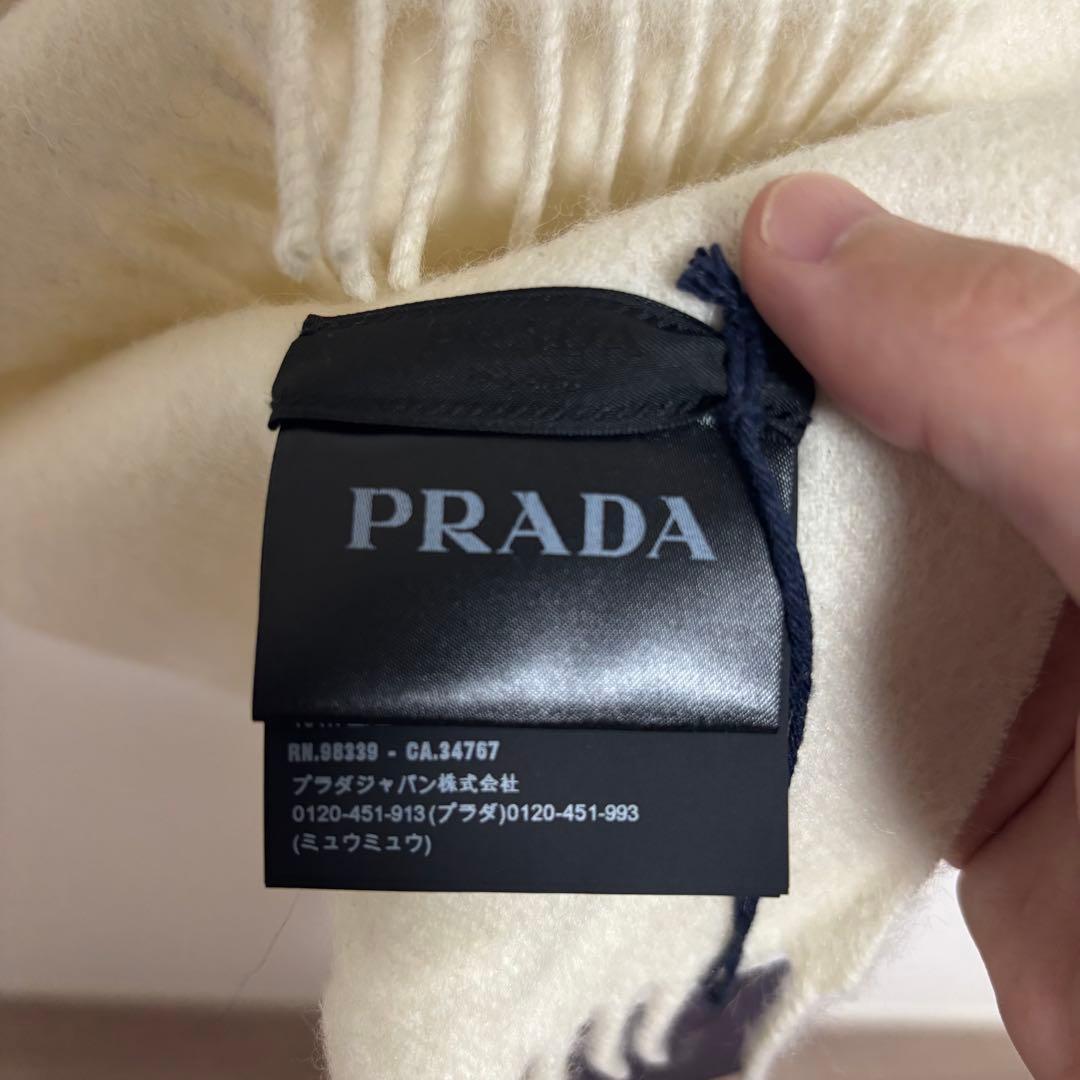 PRADA
RN.98339 - CA.34767
プラダジャパン株式会社
0120-451-913(プラダ)0120-451-993
(ミュウミュウ)